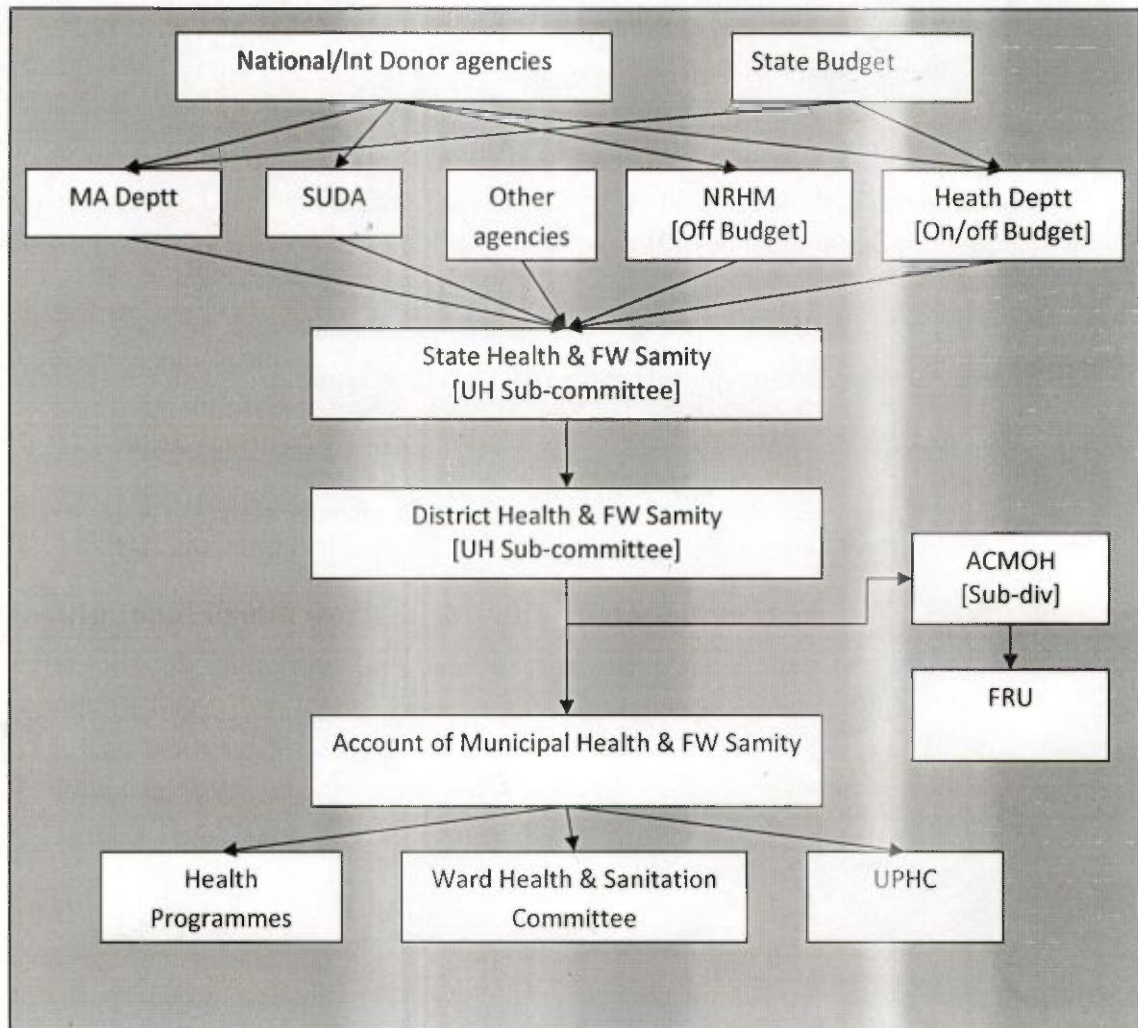 National/Int Donor agencies
State Budget
MA Deptt
SUDA
Other
agencies
NRHM
[Off Budget]
Heath Deptt
[On/off Budget]
State Health & FW Samity
[UH Sub-committee]
District Health & FW Samity
[UH Sub-committee]
ACMOH
[Sub-div]
FRU
Account of Municipal Health & FW Samity
Health
Programmes
Ward Health & Sanitation
Committee
UPHC